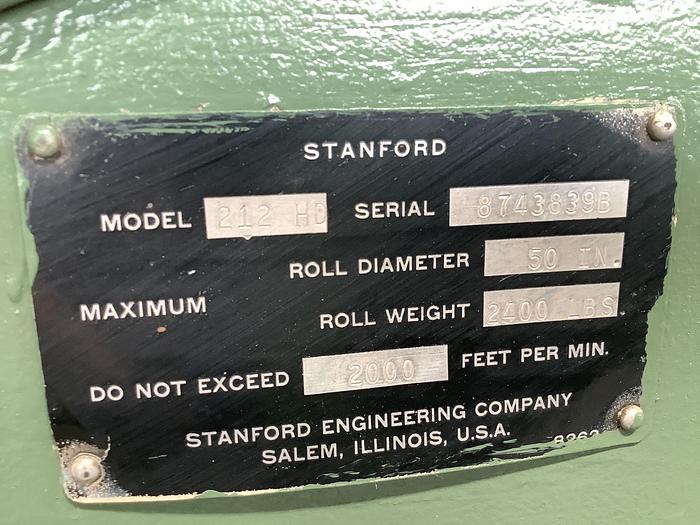 STANFORD
MODEL 212 HD SERIAL 8743839B
ROLL DIAMETER 50 IN.
MAXIMUM
ROLL WEIGHT 2400 LBS
DO NOT EXCEED 2000 FEET PER MIN.
STANFORD ENGINEERING COMPANY
SALEM, ILLINOIS, U.S.A.